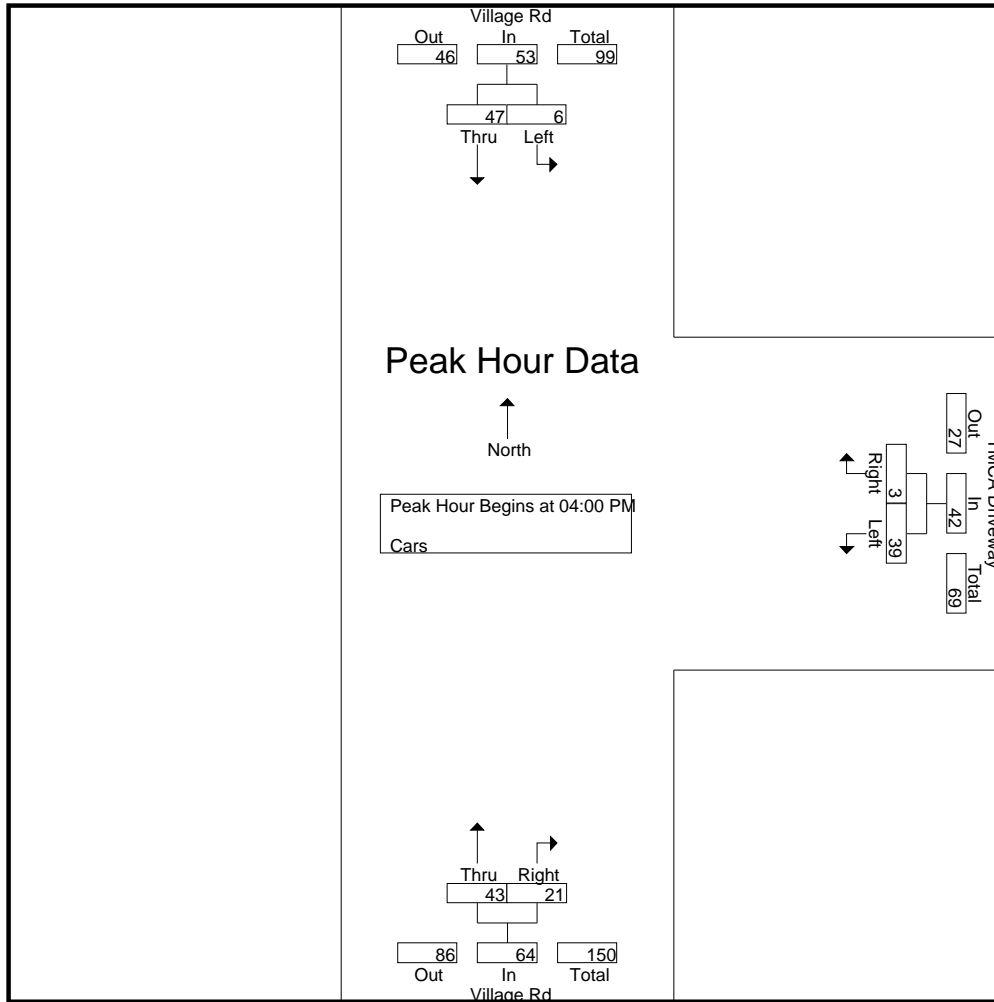 Village Rd
Out In Total
46 53 99
47 6
Thru Left
Peak Hour Data
North
Peak Hour Begins at 04:00 PM
Cars
Right Left
3 39
Out In Total
27 42 69
Driveway
Thru Right
43 21
86 64 150
Out In Total
Village Rd